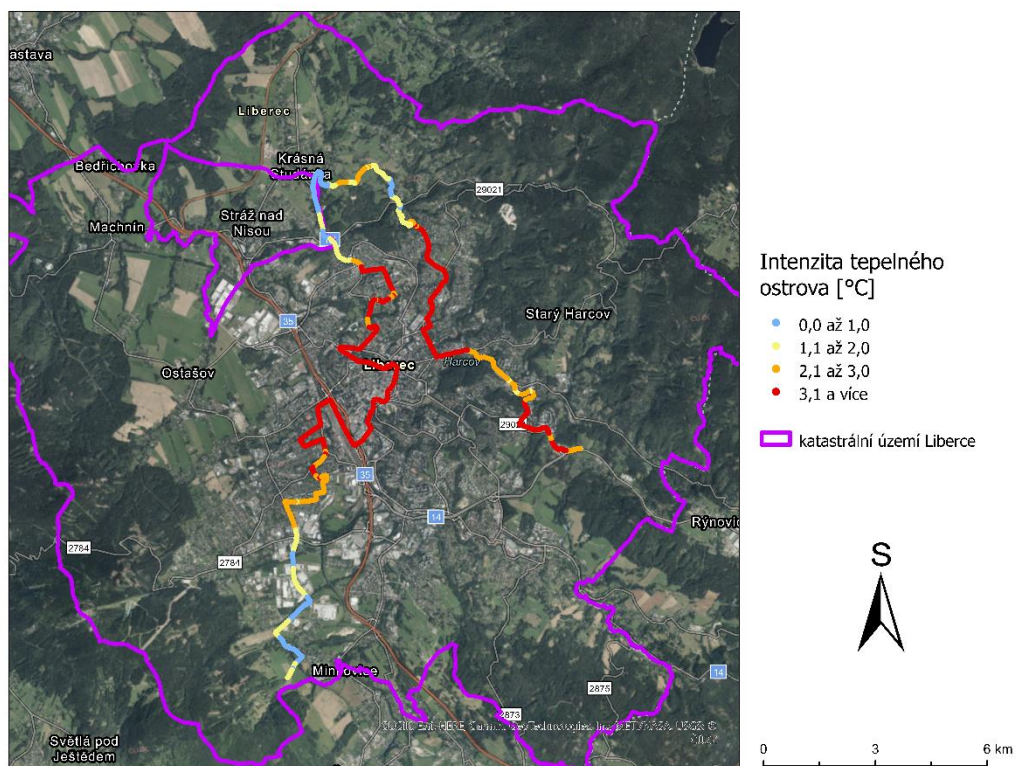 astava
Liberec
Bedřichovka
Krásná
Studánka
29021
Machnín
Stráž nad
Nisou
35
Starý Harcov
Ostašov
Liberec
Harcov
35
14
Rýnovic
2784
2784
Minkovice
14
2875
2873
Světlá pod
Ještědem
Intenzita tepelného
ostrova [°C]
0,0 až 1,0
1,1 až 2,0
2,1 až 3,0
3,1 a více
katastrální území Liberce
S
0 3 6 km